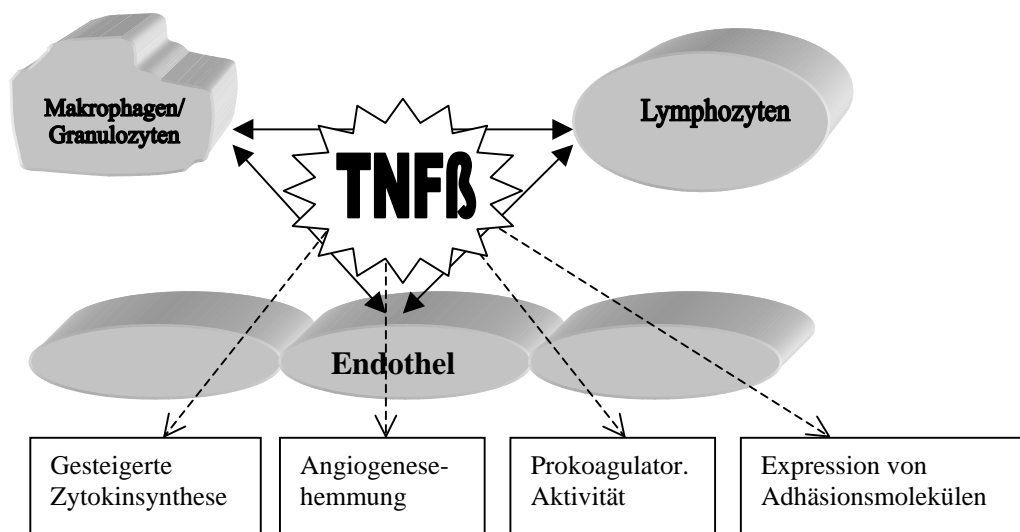 Makrophagen/
Granulozyten
Lymphozyten
TNFß
Endothel
Gesteigerte
Zytokinsynthese
Angiogenese-
hemmung
Prokoagulator.
Aktivität
Expression von
Adhäsionsmolekülen